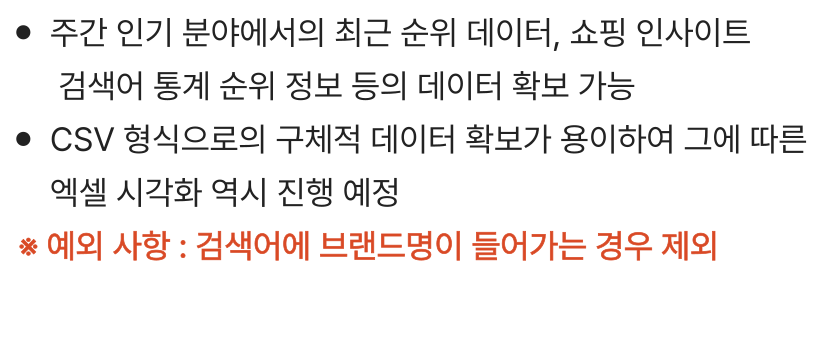 • 주간 인기 분야에서의 최근 순위 데이터, 쇼핑 인사이트
검색어 통계 순위 정보 등의 데이터 확보 가능
• CSV 형식으로의 구체적 데이터 확보가 용이하여 그에 따른
엑셀 시각화 역시 진행 예정
※ 예외 사항 : 검색어에 브랜드명이 들어가는 경우 제외